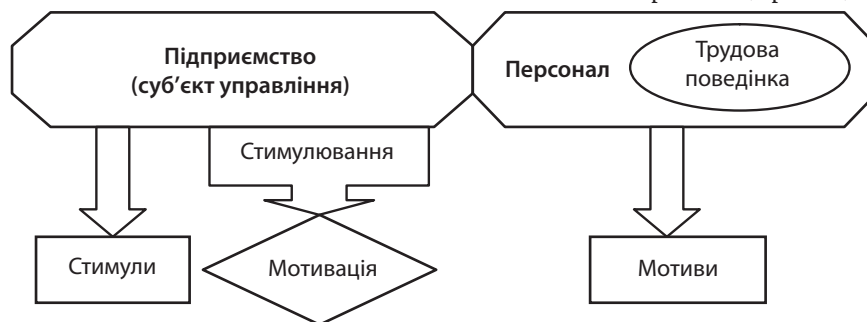 Підприємство
(суб’єкт управління)
Персонал
Трудова
поведінка
Стимулювання
Стимули
Мотивація
Мотиви